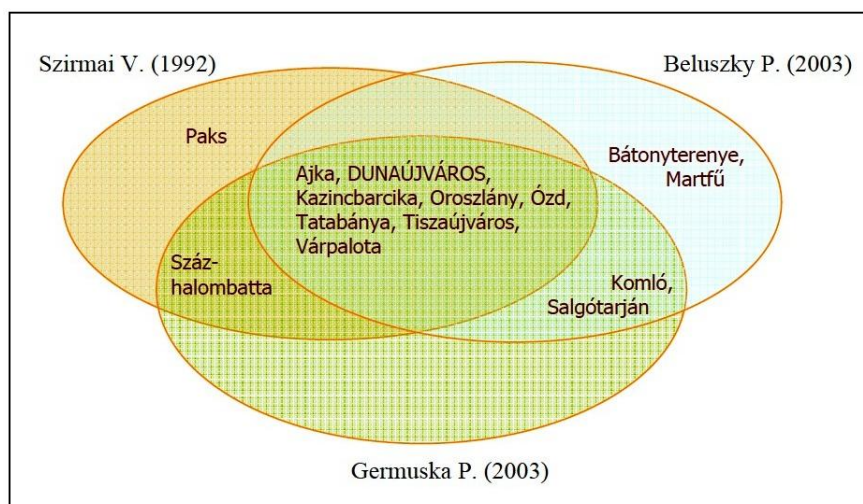 Szirmai V. (1992)
Beluszky P. (2003)
Paks
Bátonyterenye,
Martfű
Ajka, DUNAÚJVÁROS,
Kazincbarcika, Oroszlány, Ózd,
Tatabánya, Tiszaújváros,
Várpalota
Száz-
halombatta
Komló,
Salgótarján
Germuska P. (2003)